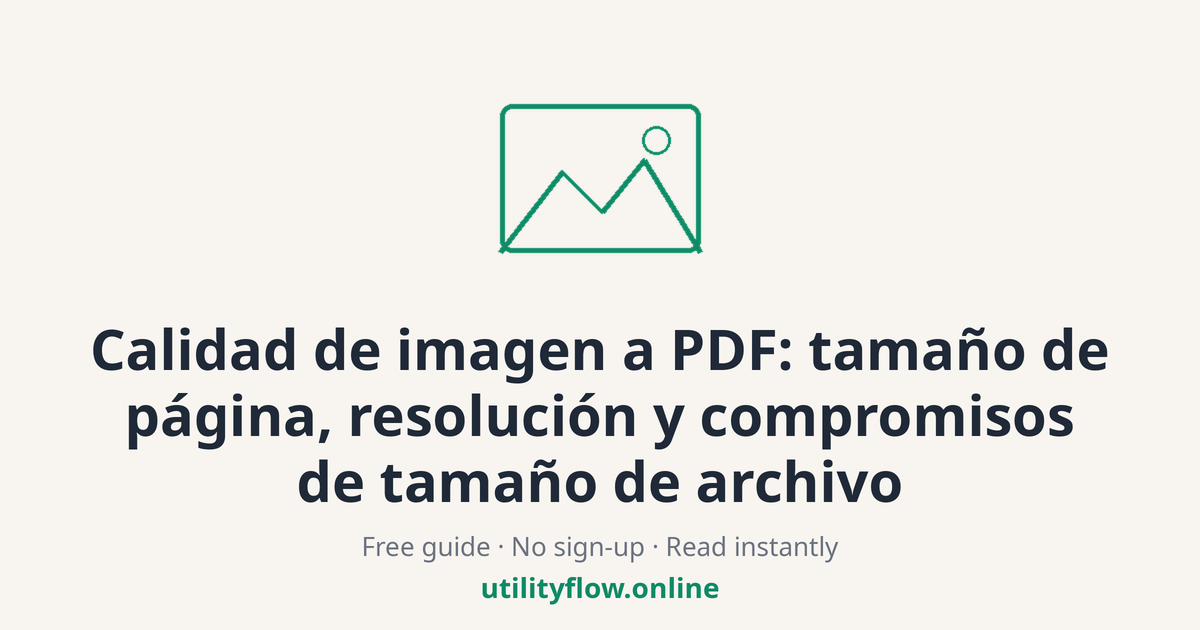 Calidad de imagen a PDF: tamaño de
página, resolución y compromisos
de tamaño de archivo
Free guide · No sign-up · Read instantly
utilityflow.online